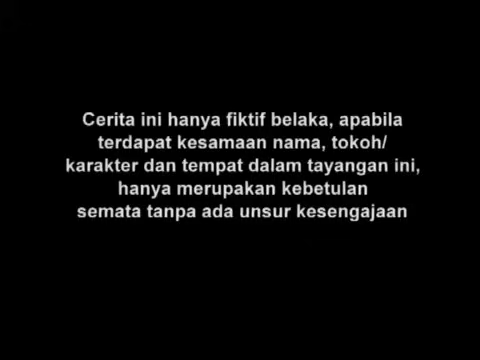 Cerita ini hanya fiktif belaka, apabila
terdapat kesamaan nama, tokoh/
karakter dan tempat dalam tayangan ini,
hanya merupakan kebetulan
semata tanpa ada unsur kesengajaan